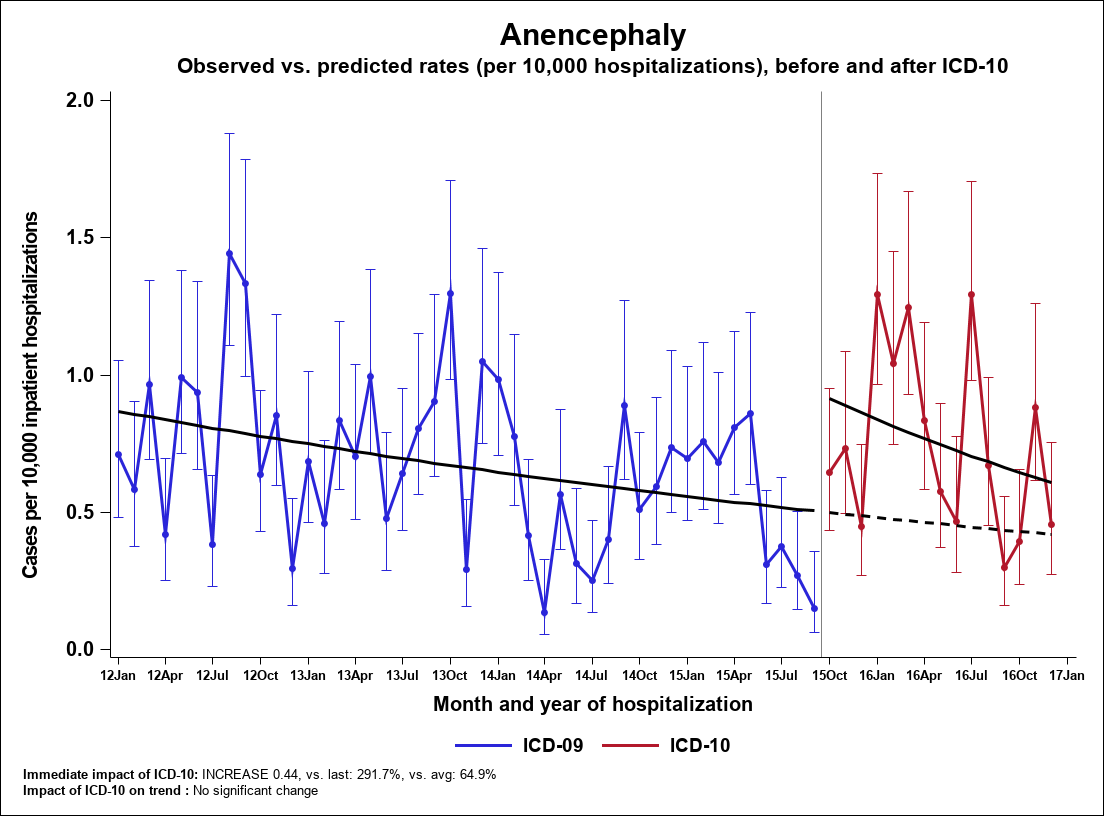 Anencephaly
Observed vs. predicted rates (per 10,000 hospitalizations), before and after ICD-10
Cases per 10,000 inpatient hospitalizations
2.0
1.5
1.0
0.5
0.0
12Jan 12Apr 12Jul 12Oct 13Jan 13Apr 13Jul 13Oct 14Jan 14Apr 14Jul 14Oct 15Jan 15Apr 15Jul 15Oct 16Jan 16Apr 16Jul 16Oct 17Jan
Month and year of hospitalization
ICD-09 ICD-10
Immediate impact of ICD-10: INCREASE 0.44, vs. last: 291.7%, vs. avg: 64.9%
Impact of ICD-10 on trend : No significant change